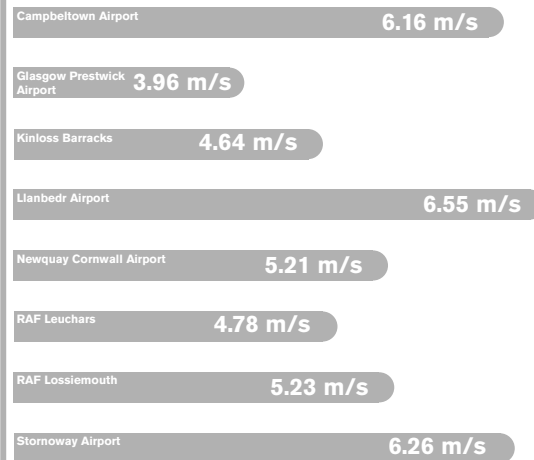 Campbeltown Airport
6.16 m/s
Glasgow Prestwick
Airport
3.96 m/s
Kinloss Barracks
4.64 m/s
Llanbedr Airport
6.55 m/s
Newquay Cornwall Airport
5.21 m/s
RAF Leuchars
4.78 m/s
RAF Lossiemouth
5.23 m/s
Stornoway Airport
6.26 m/s